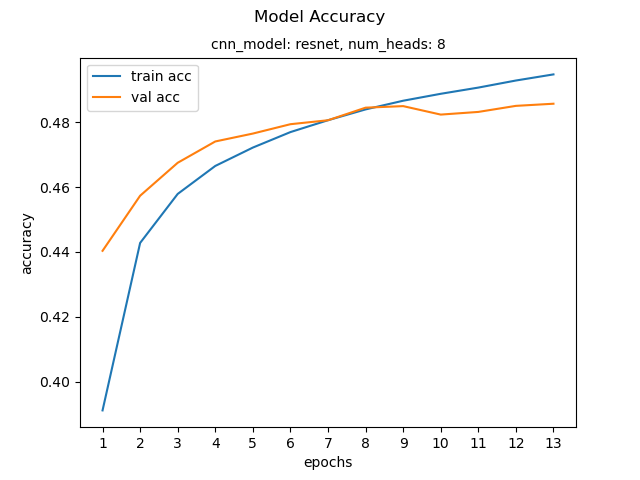 Model Accuracy
cnn_model: resnet, num_heads: 8
train acc
val acc
0.48
0.46
0.44
0.42
0.40
accuracy
1 2 3 4 5 6 7 8 9 10 11 12 13
epochs